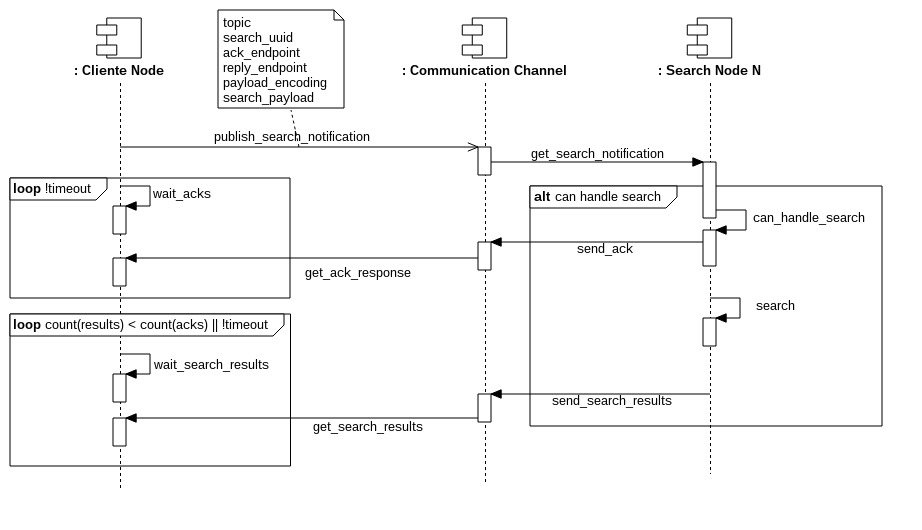 topic
search_uuid
ack_endpoint
reply_endpoint
payload_encoding
search_payload
: Cliente Node
: Communication Channel
: Search Node N
publish_search_notification
get_search_notification
loop !timeout
wait_acks
alt can handle search
can_handle_search
send_ack
get_ack_response
search
loop count(results) < count(acks) || !timeout
wait_search_results
send_search_results
get_search_results